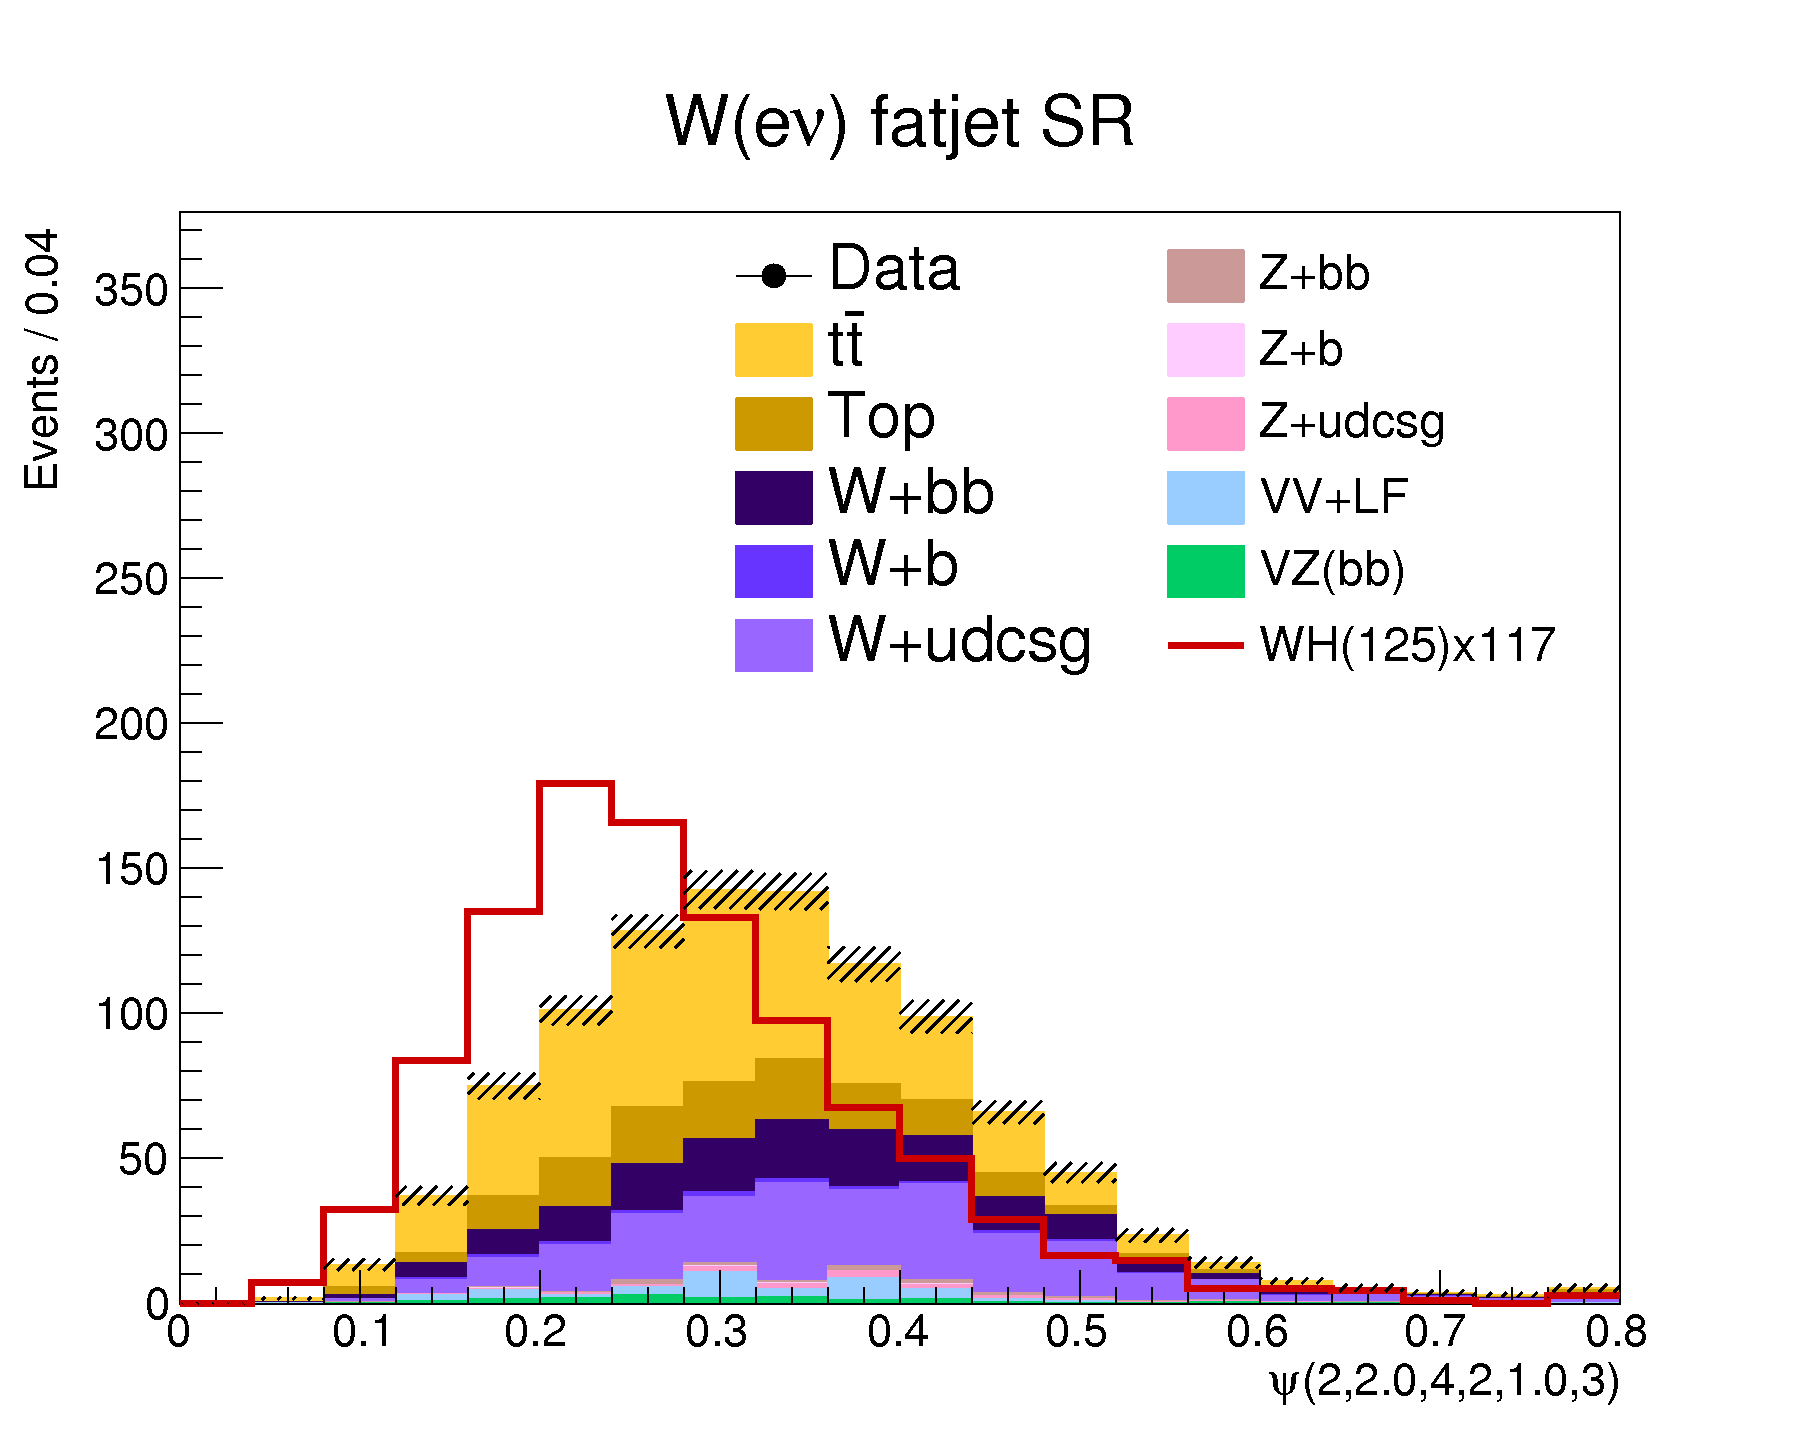 W(eν) fatjet SR
Events / 0.04
350
300
250
200
150
100
50
0
Data
tt̄
Top
W+bb
W+b
W+udcsg
Z+bb
Z+b
Z+udcsg
VV+LF
VZ(bb)
WH(125)x117
0 0.1 0.2 0.3 0.4 0.5 0.6 0.7 0.8
ψ(2,2.0,4,2,1.0,3)